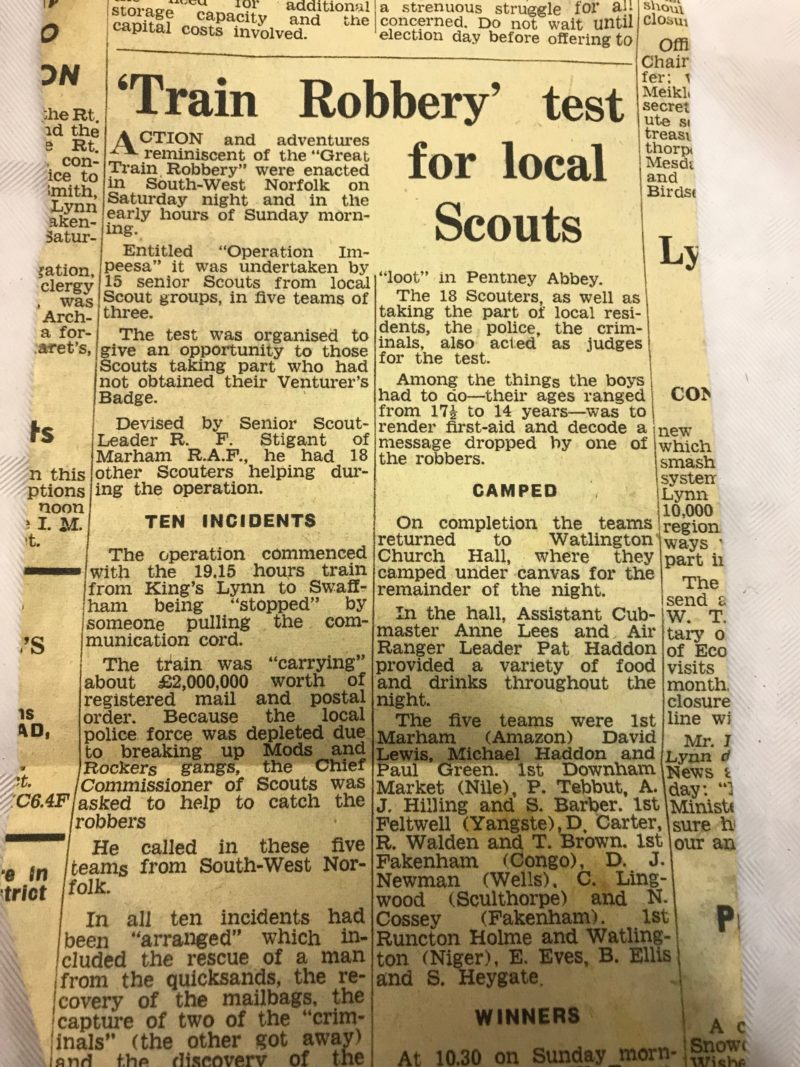 need for additional
storage capacity and the
capital costs involved.
a strenuous struggle for all
concerned. Do not wait until
election day before offering to
'Train Robbery' test
for local
Scouts
ACTION and adventures
reminiscent of the "Great
Train Robbery" were enacted
in South-West Norfolk on
Saturday night and in the
early hours of Sunday morn-
ing.
Entitled "Operation Im-
peesa" it was undertaken by
15 senior Scouts from local
Scout groups, in five teams of
three.
The test was organised to
give an opportunity to those
Scouts taking part who had
not obtained their Venturer's
Badge.
Devised by Senior Scout-
Leader R. F. Stigant of
Marham R.A.F., he had 18
other Scouters helping dur-
ing the operation.
TEN INCIDENTS
The operation commenced
with the 19.15 hours train
from King's Lynn to Swaff-
ham being "stopped" by
someone pulling the com-
munication cord.
The train was "carrying"
about £2,000,000 worth of
registered mail and postal
order. Because the local
police force was depleted due
to breaking up Mods and
Rockers gangs, the Chief
Commissioner of Scouts was
asked to help to catch the
robbers
He called in these five
teams from South-West Nor-
folk.
In all ten incidents had
been "arranged" which in-
cluded the rescue of a man
from the quicksands, the re-
covery of the mailbags, the
capture of two of the "crim-
inals" (the other got away)
and the discovery of the
"loot" in Pentney Abbey.
The 18 Scouters, as well as
taking the part of local resi-
dents, the police, the crim-
inals, also acted as judges
for the test.
Among the things the boys
had to do—their ages ranged
from 17½ to 14 years—was to
render first-aid and decode a
message dropped by one of
the robbers.
CAMPED
On completion the teams
returned to Watlington
Church Hall, where they
camped under canvas for the
remainder of the night.
In the hall, Assistant Cub-
master Anne Lees and Air
Ranger Leader Pat Haddon
provided a variety of food
and drinks throughout the
night.
The five teams were 1st
Marham (Amazon) David
Lewis, Michael Haddon and
Paul Green. 1st Downham
Market (Nile), P. Tebbut, A.
J. Hilling and S. Barber. 1st
Feltwell (Yangste), D. Carter,
R. Walden and T. Brown. 1st
Fakenham (Congo), D. J.
Newman (Wells), C. Ling-
wood (Sculthorpe) and N.
Cossey (Fakenham). 1st
Runcton Holme and Watling-
ton (Niger), E. Eves, B. Ellis
and S. Heygate.
WINNERS
At 10.30 on Sunday morn-